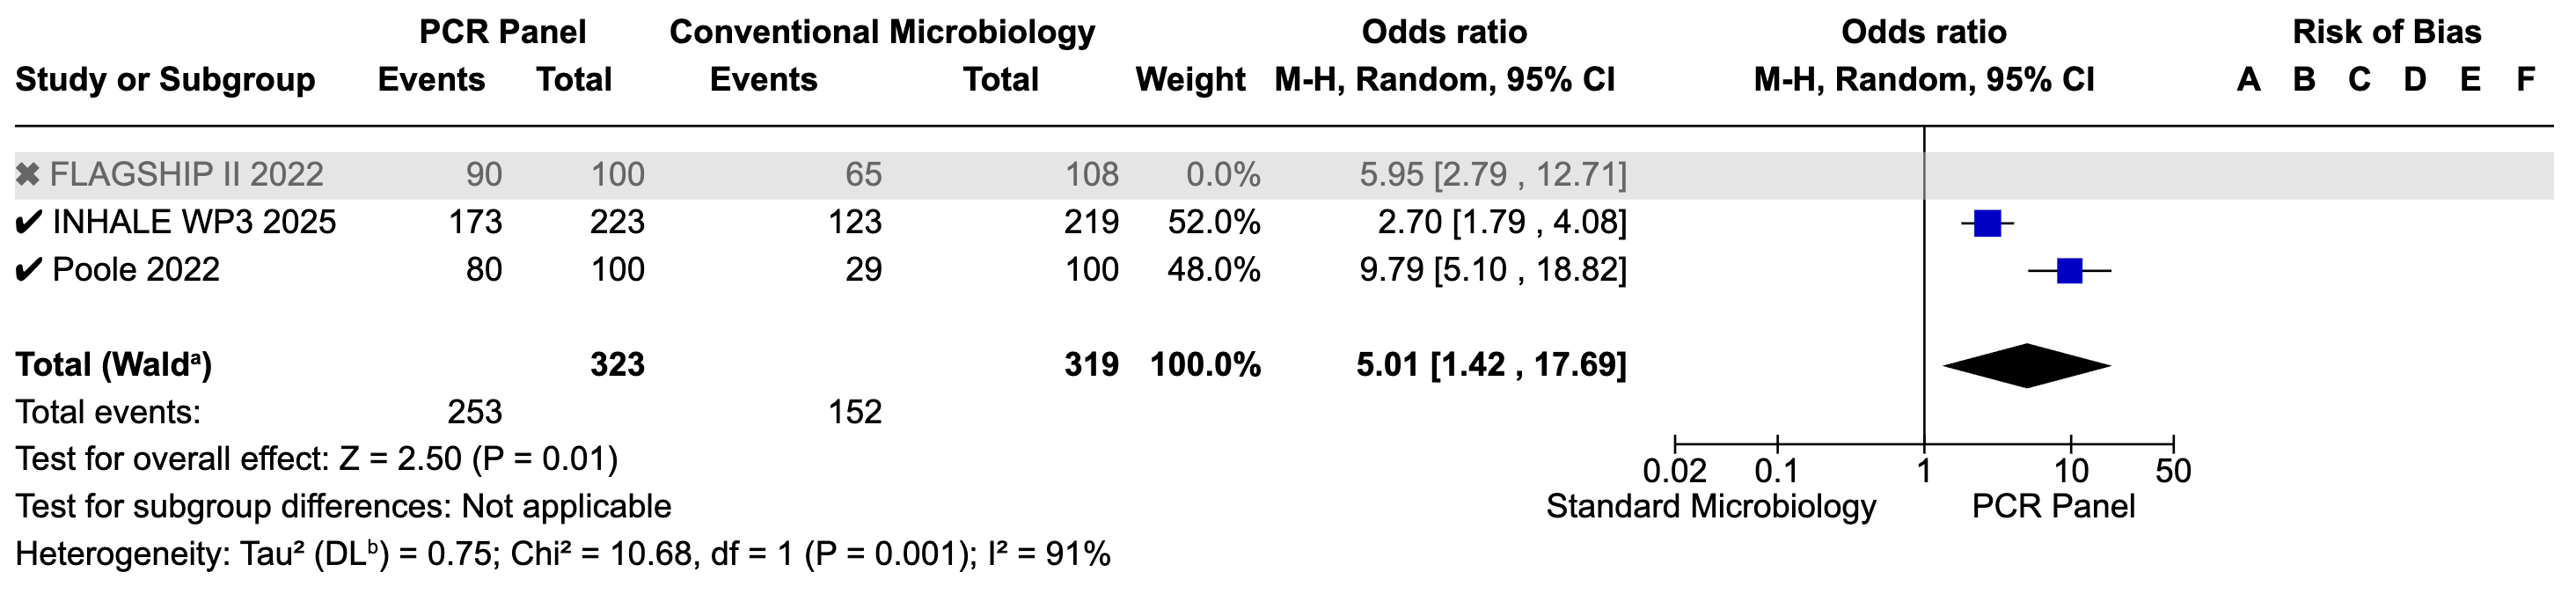 PCR Panel Conventional Microbiology Odds ratio Odds ratio Risk of Bias
Study or Subgroup Events Total Events Total Weight M-H, Random, 95% CI M-H, Random, 95% CI A B C D E F
✖ FLAGSHIP II 2022 90 100 65 108 0.0% 5.95 [2.79 , 12.71]
✔ INHALE WP3 2025 173 223 123 219 52.0% 2.70 [1.79 , 4.08]
✔ Poole 2022 80 100 29 100 48.0% 9.79 [5.10 , 18.82]
Total (Waldᵃ) 323 319 100.0% 5.01 [1.42 , 17.69]
Total events: 253 152
Test for overall effect: Z = 2.50 (P = 0.01)
0.02 0.1 1 10 50
Test for subgroup differences: Not applicable
Standard Microbiology PCR Panel
Heterogeneity: Tau² (DLᵇ) = 0.75; Chi² = 10.68, df = 1 (P = 0.001); I² = 91%